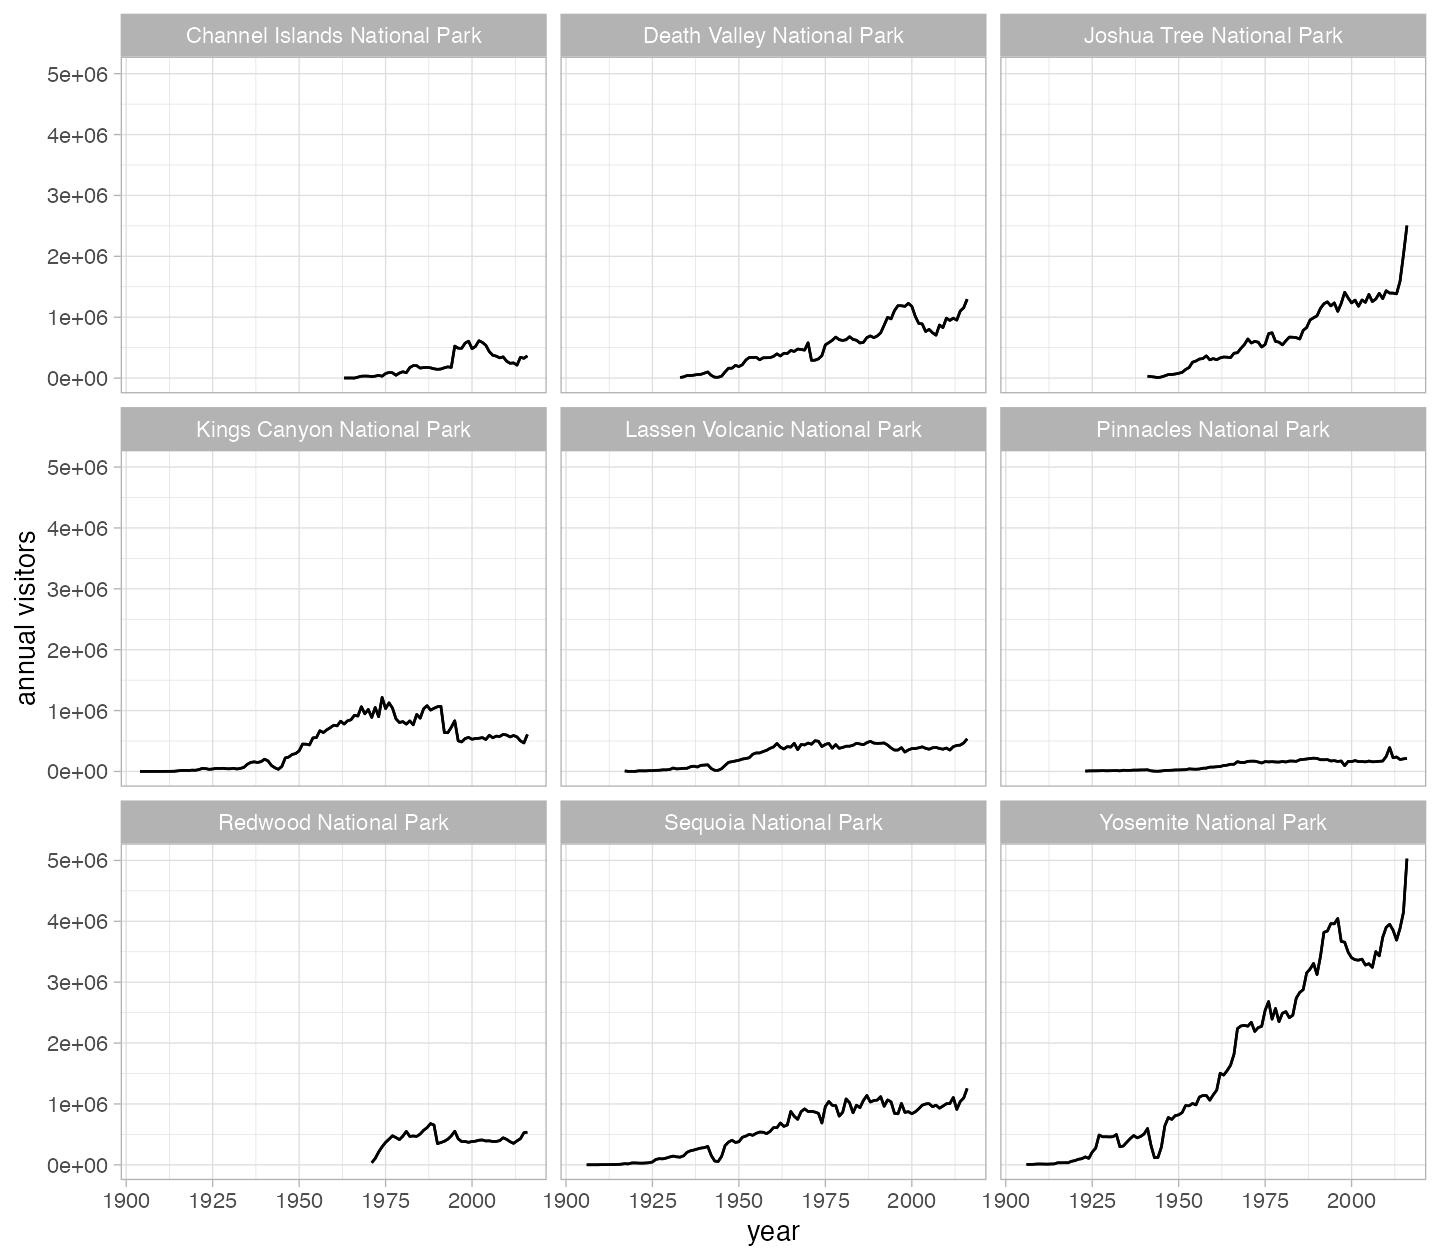 Channel Islands National Park
Death Valley National Park
Joshua Tree National Park
5e+06
4e+06
3e+06
2e+06
1e+06
0e+00
Kings Canyon National Park
Lassen Volcanic National Park
Pinnacles National Park
5e+06
4e+06
3e+06
2e+06
1e+06
0e+00
annual visitors
Redwood National Park
Sequoia National Park
Yosemite National Park
5e+06
4e+06
3e+06
2e+06
1e+06
0e+00
1900 1925 1950 1975 2000
1900 1925 1950 1975 2000
1900 1925 1950 1975 2000
year